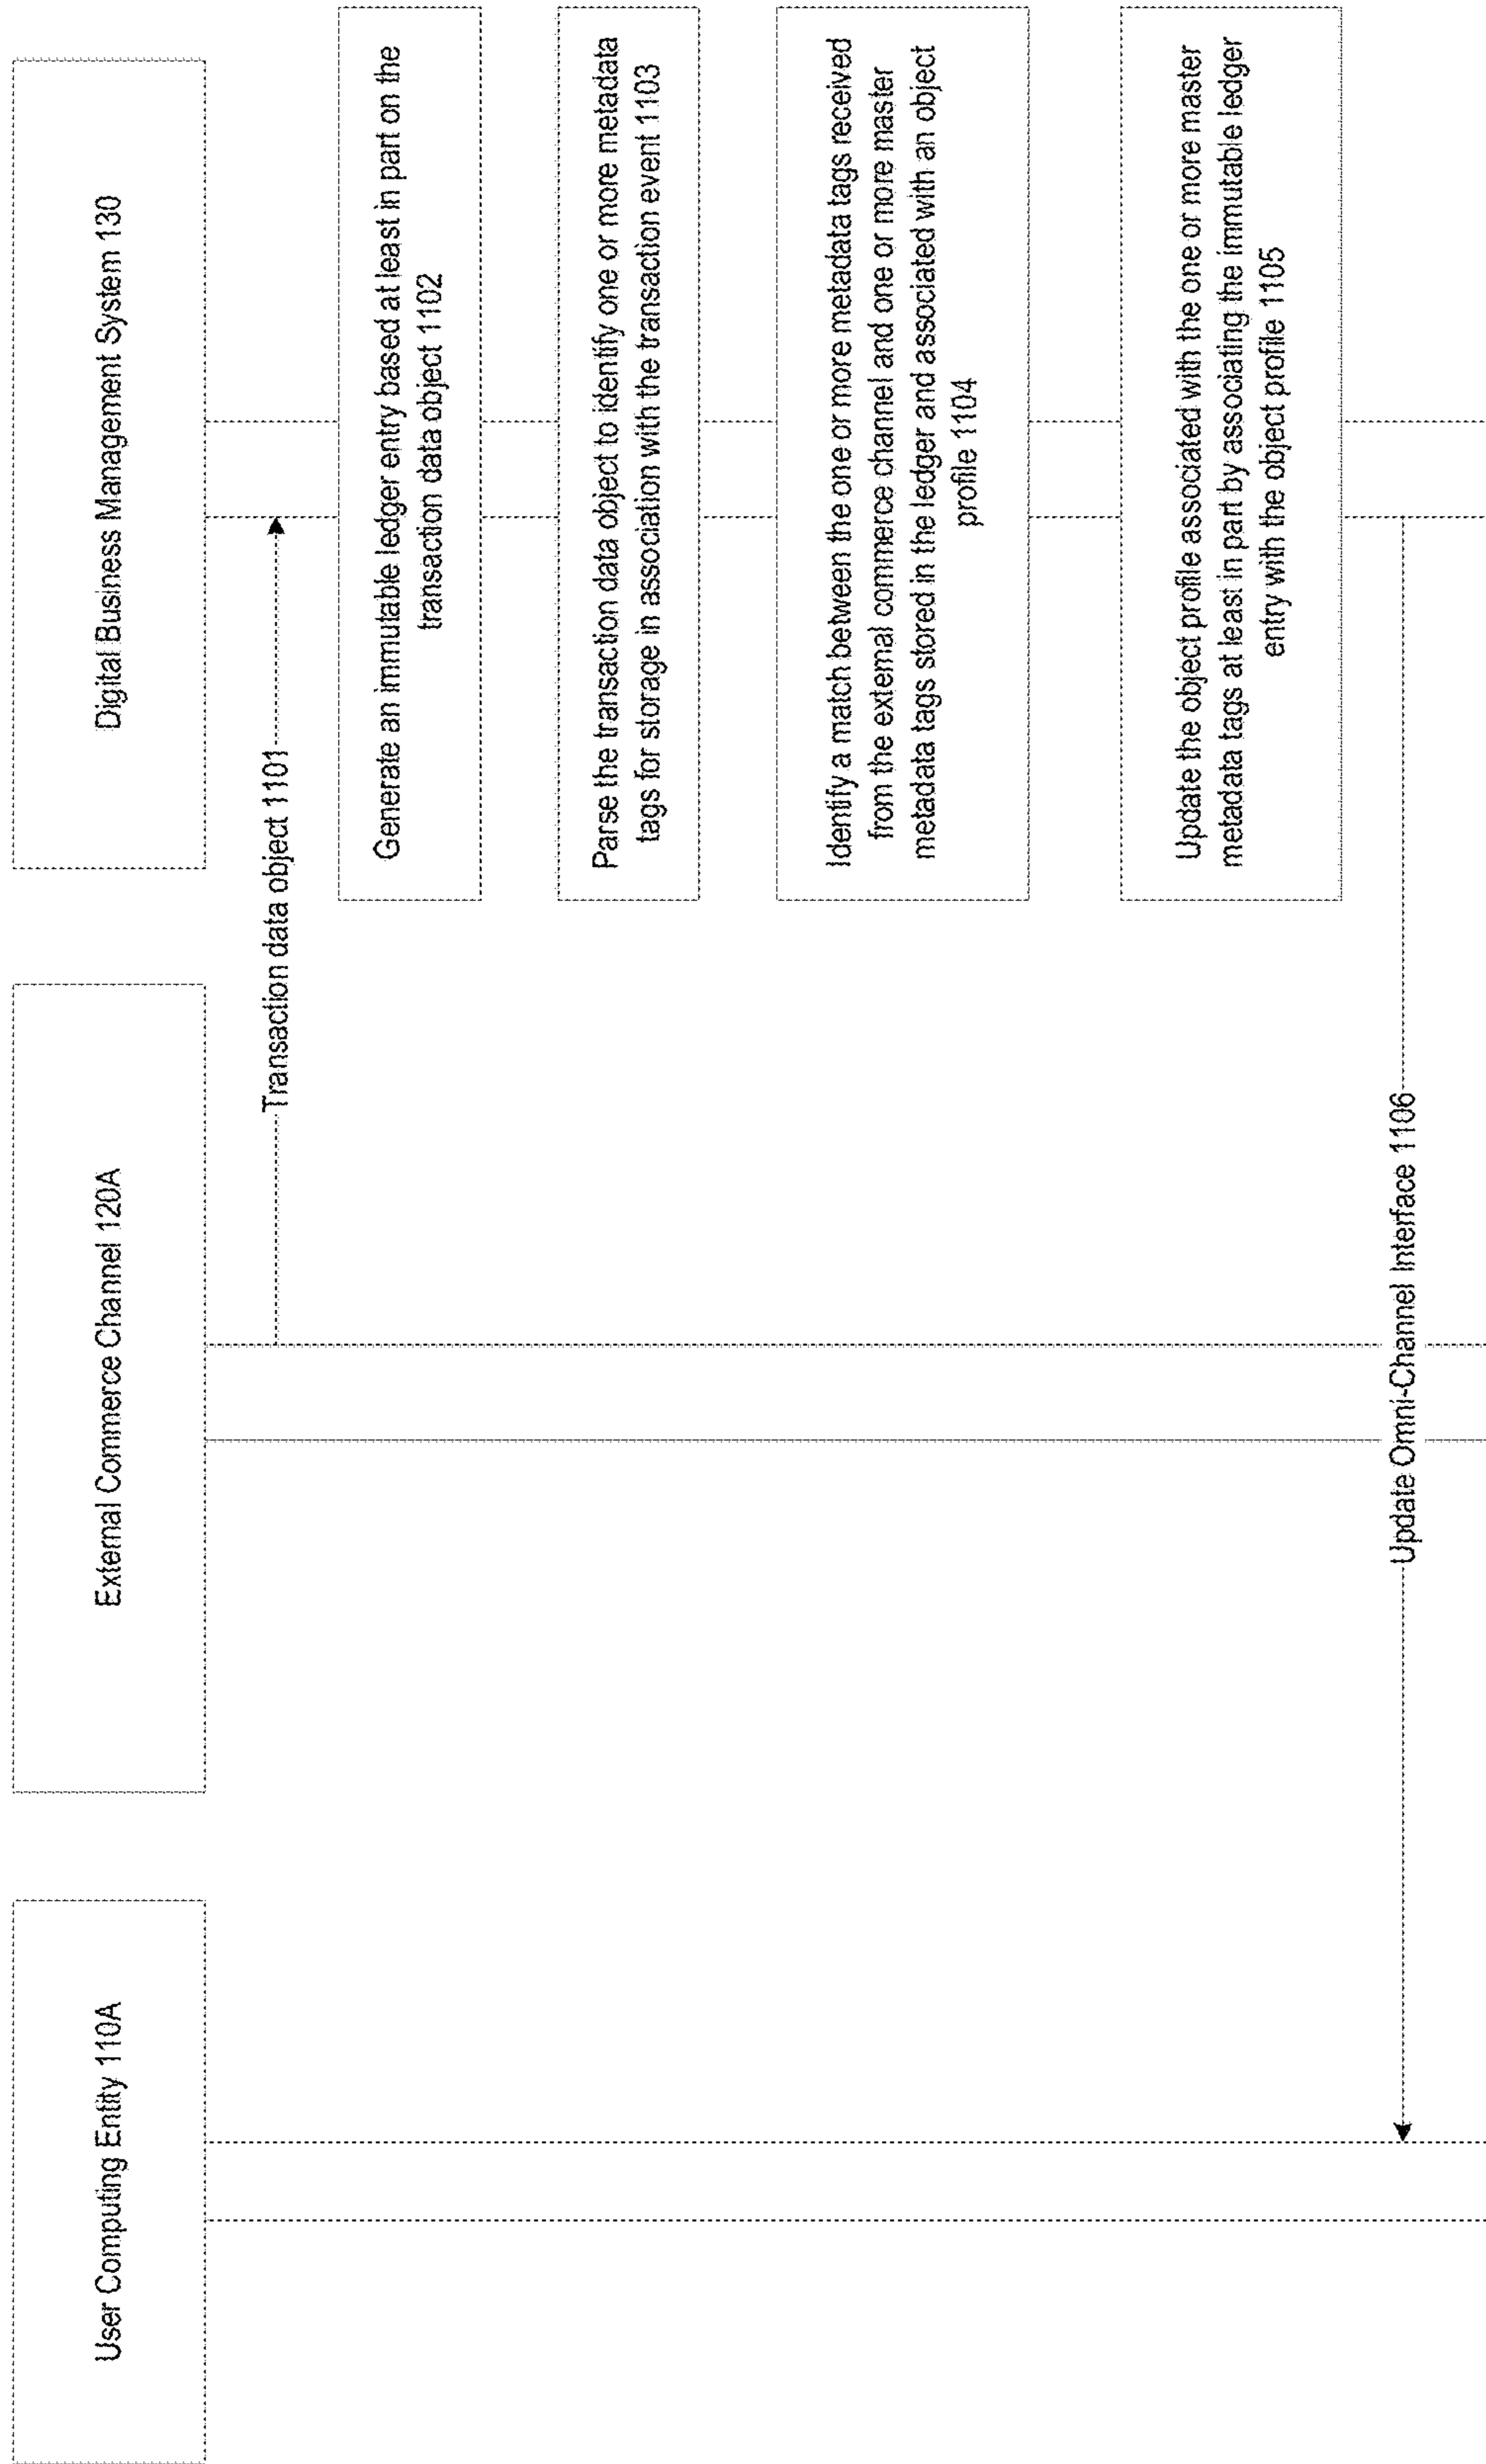 User Computing Entity 110A
External Commerce Channel 120A
Digital Business Management System 130
Transaction data object 1101
Generate an immutable ledger entry based at least in part on the
transaction data object 1102
Parse the transaction data object to identify one or more metadata
tags for storage in association with the transaction event 1103
Identify a match between the one or more metadata tags received
from the external commerce channel and one or more master
metadata tags stored in the ledger and associated with an object
profile 1104
Update the object profile associated with the one or more master
metadata tags at least in part by associating the immutable ledger
entry with the object profile 1105
Update Omni-Channel Interface 1106